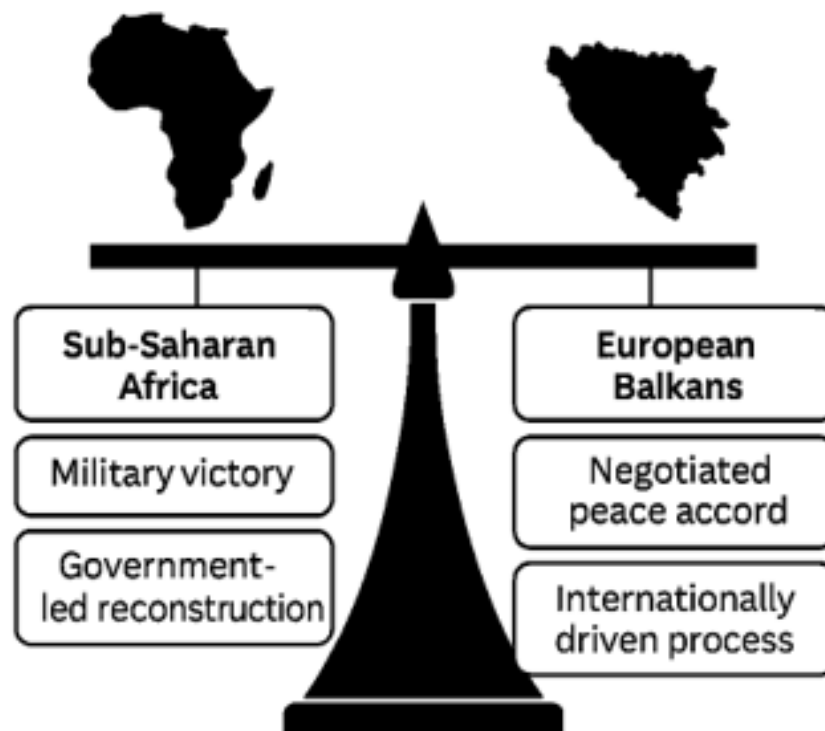 Sub-Saharan
Africa
Military victory
Government-
led reconstruction
European
Balkans
Negotiated
peace accord
Internationally
driven process